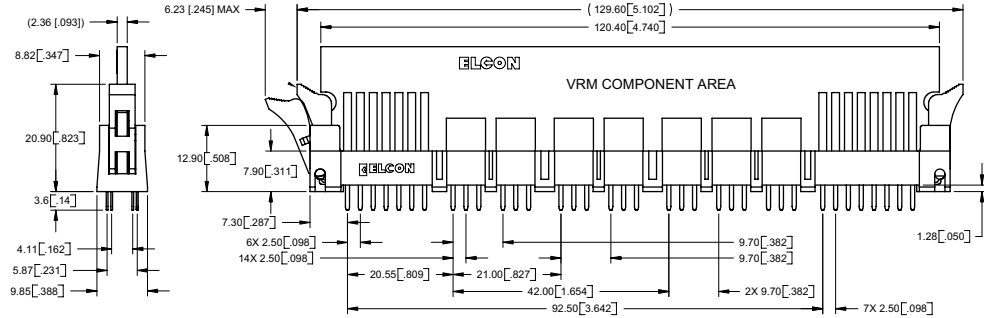 6.23 [.245] MAX
( 129.60[5.102] )
(2.36 [.093])
120.40[4.740]
8.82[.347]
ELCON
VRM COMPONENT AREA
20.90[.823]
12.90[.508]
7.90[.311]
ELCON
3.6[.14]
7.30[.287]
1.28[.050]
4.11[.162]
6X 2.50[.098]
9.70[.382]
14X 2.50[.098]
9.70[.382]
5.87[.231]
20.55[.809]
21.00[.827]
9.85[.388]
42.00[1.654]
2X 9.70[.382]
92.50[3.642]
7X 2.50[.098]